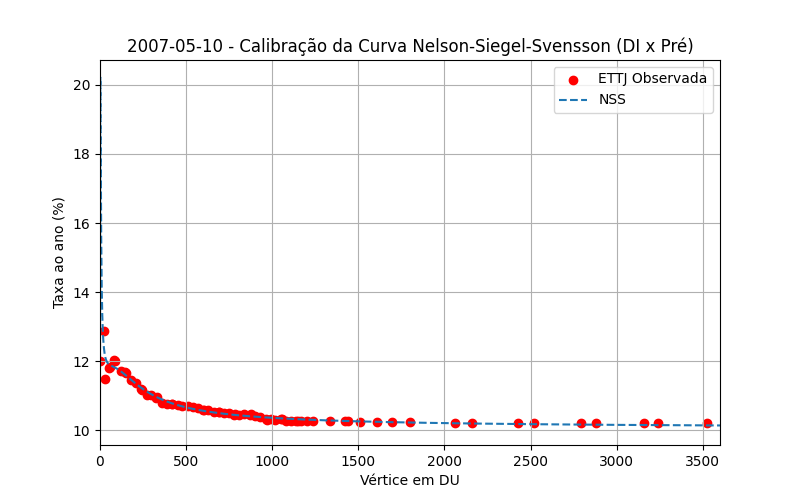 2007-05-10 - Calibração da Curva Nelson-Siegel-Svensson (DI x Pré)
ETTJ Observada
NSS
Taxa ao ano (%)
20
18
16
14
12
10
0 500 1000 1500 2000 2500 3000 3500
Vértice em DU